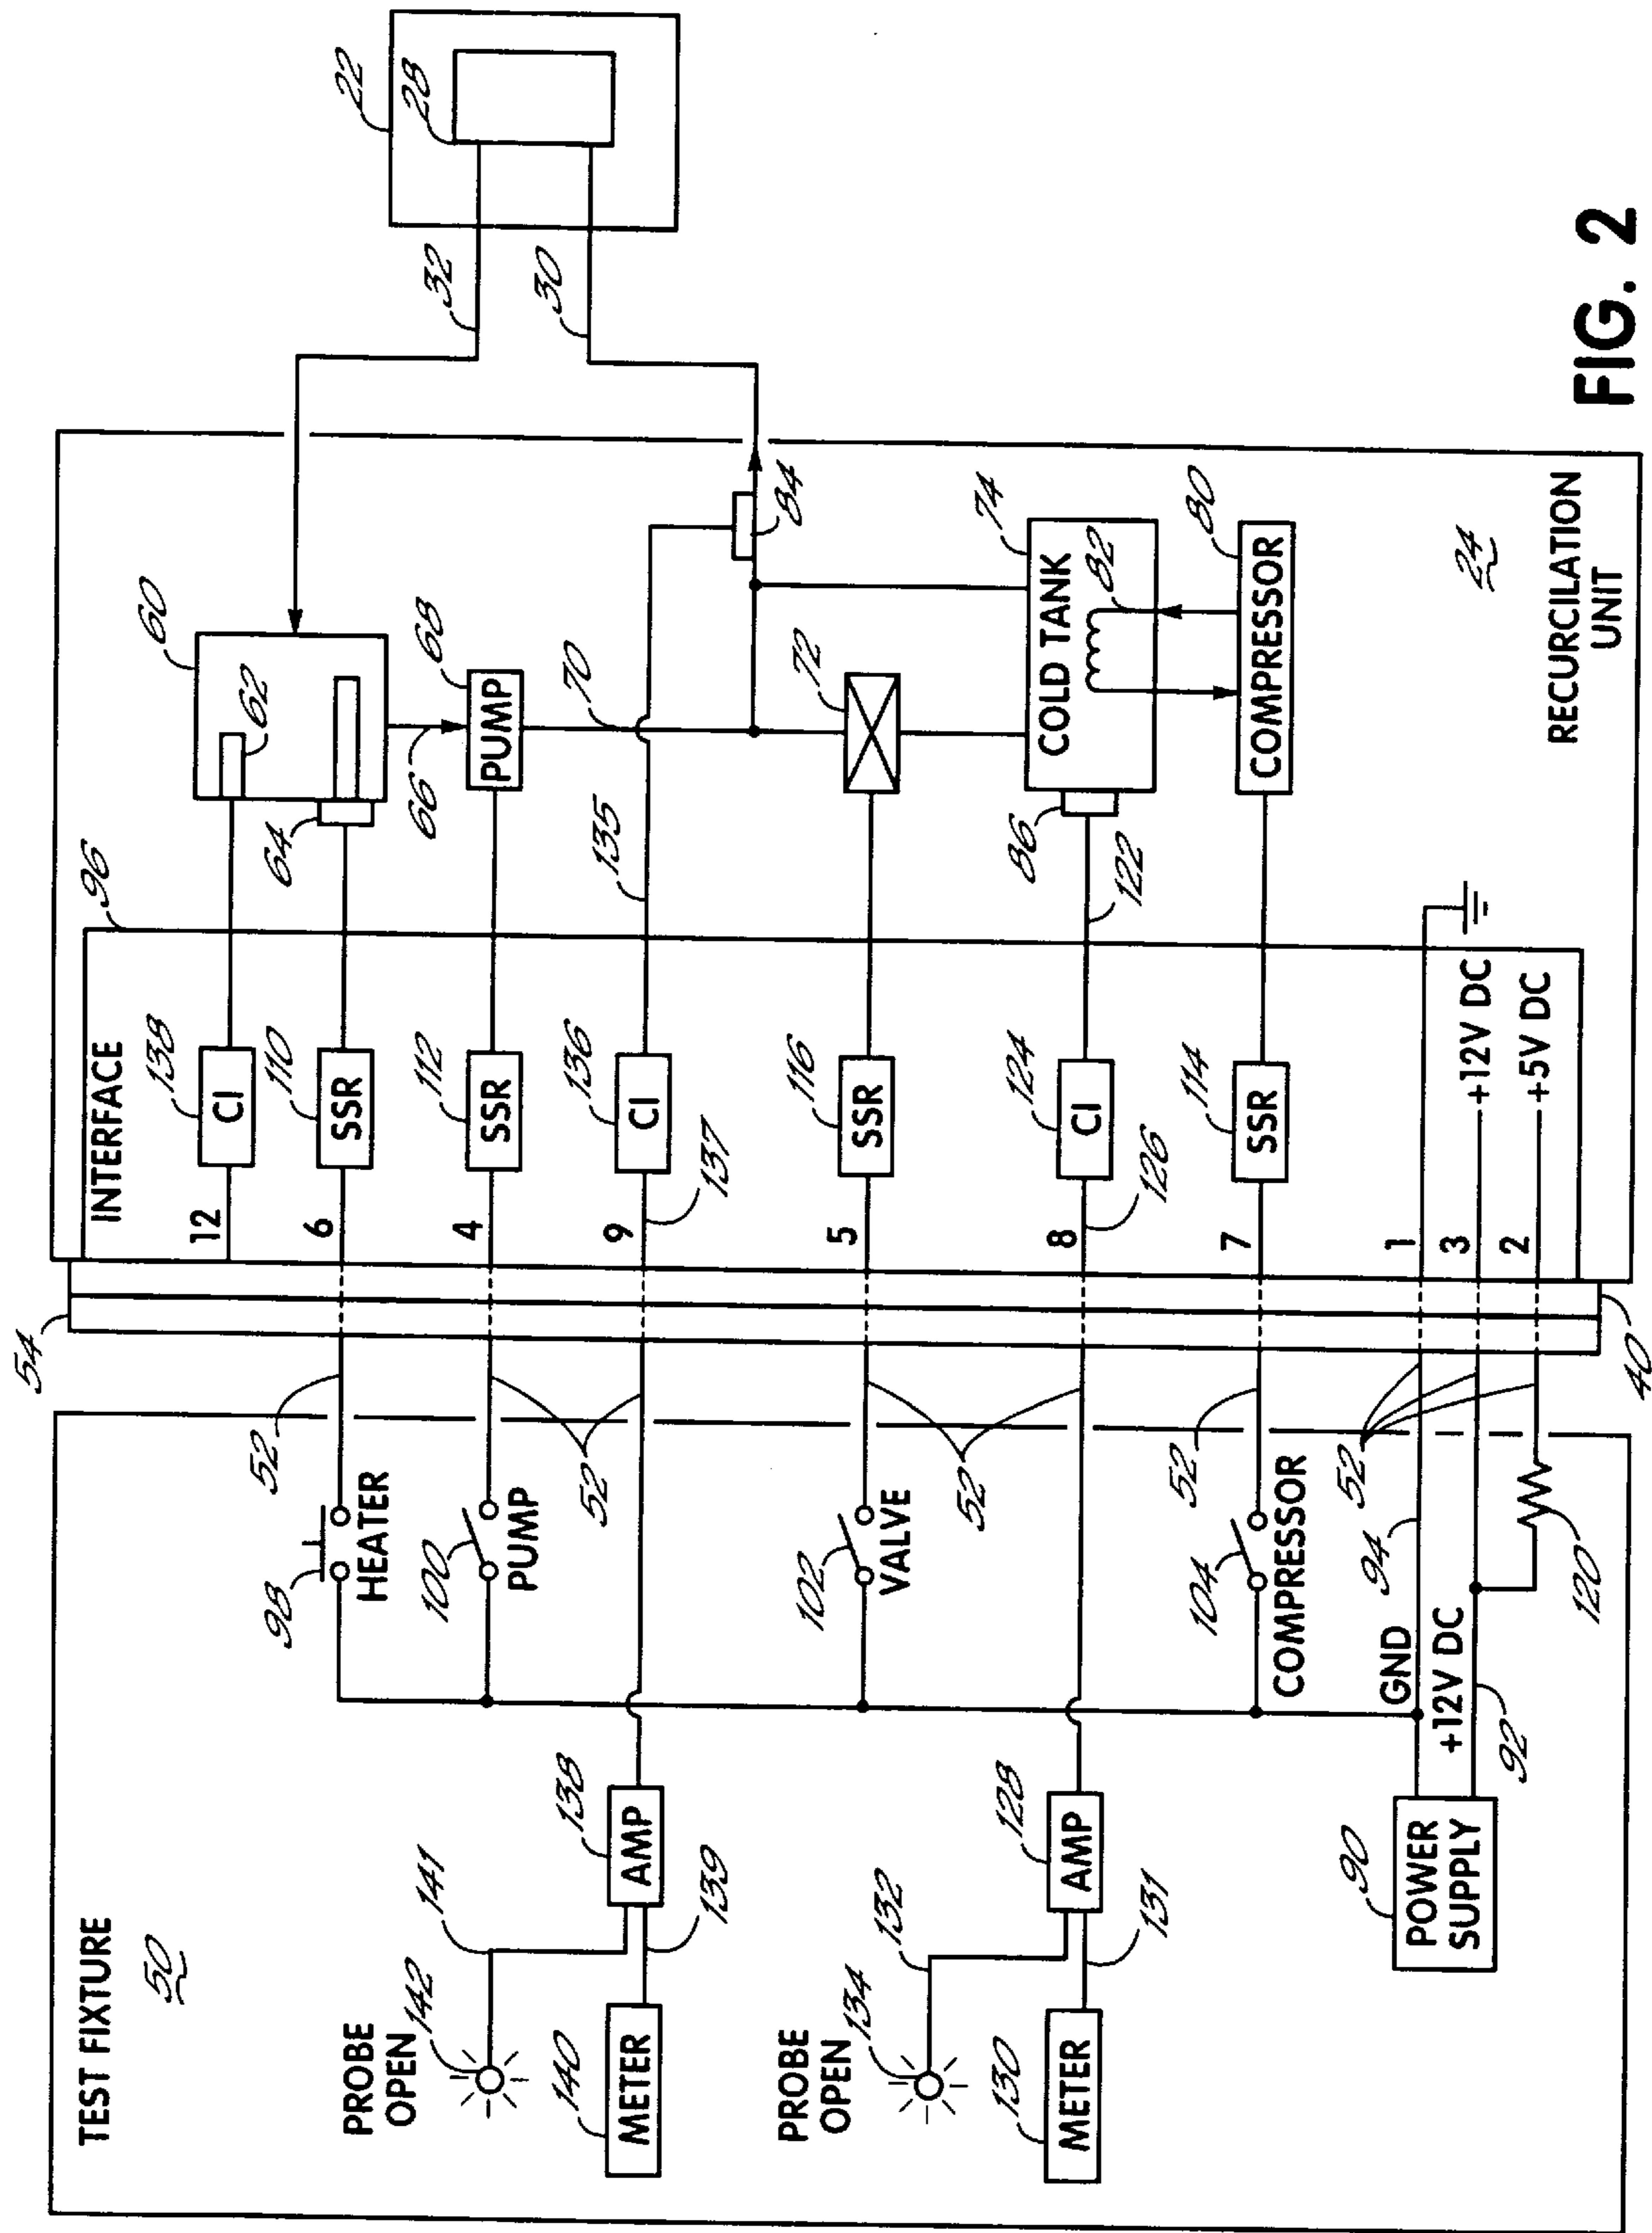 TEST FIXTURE
50
PROBE
OPEN
142
141
140
METER
139
138
AMP
PROBE
OPEN
134
132
130
METER
131
128
AMP
90
POWER
SUPPLY
92
+12V DC
GND
94
120
98
HEATER
100
PUMP
102
VALVE
104
COMPRESSOR
52
52
52
52
52
54
40
INTERFACE
96
12
138
CI
6
110
SSR
4
112
SSR
9
137
136
CI
135
5
116
SSR
8
126
124
CI
122
7
114
SSR
1
3
+12V DC
2
+5V DC
60
62
64
66
68
PUMP
70
72
84
74
COLD TANK
82
86
80
COMPRESSOR
24
RECURCILATION
UNIT
32
30
22
28
FIG. 2